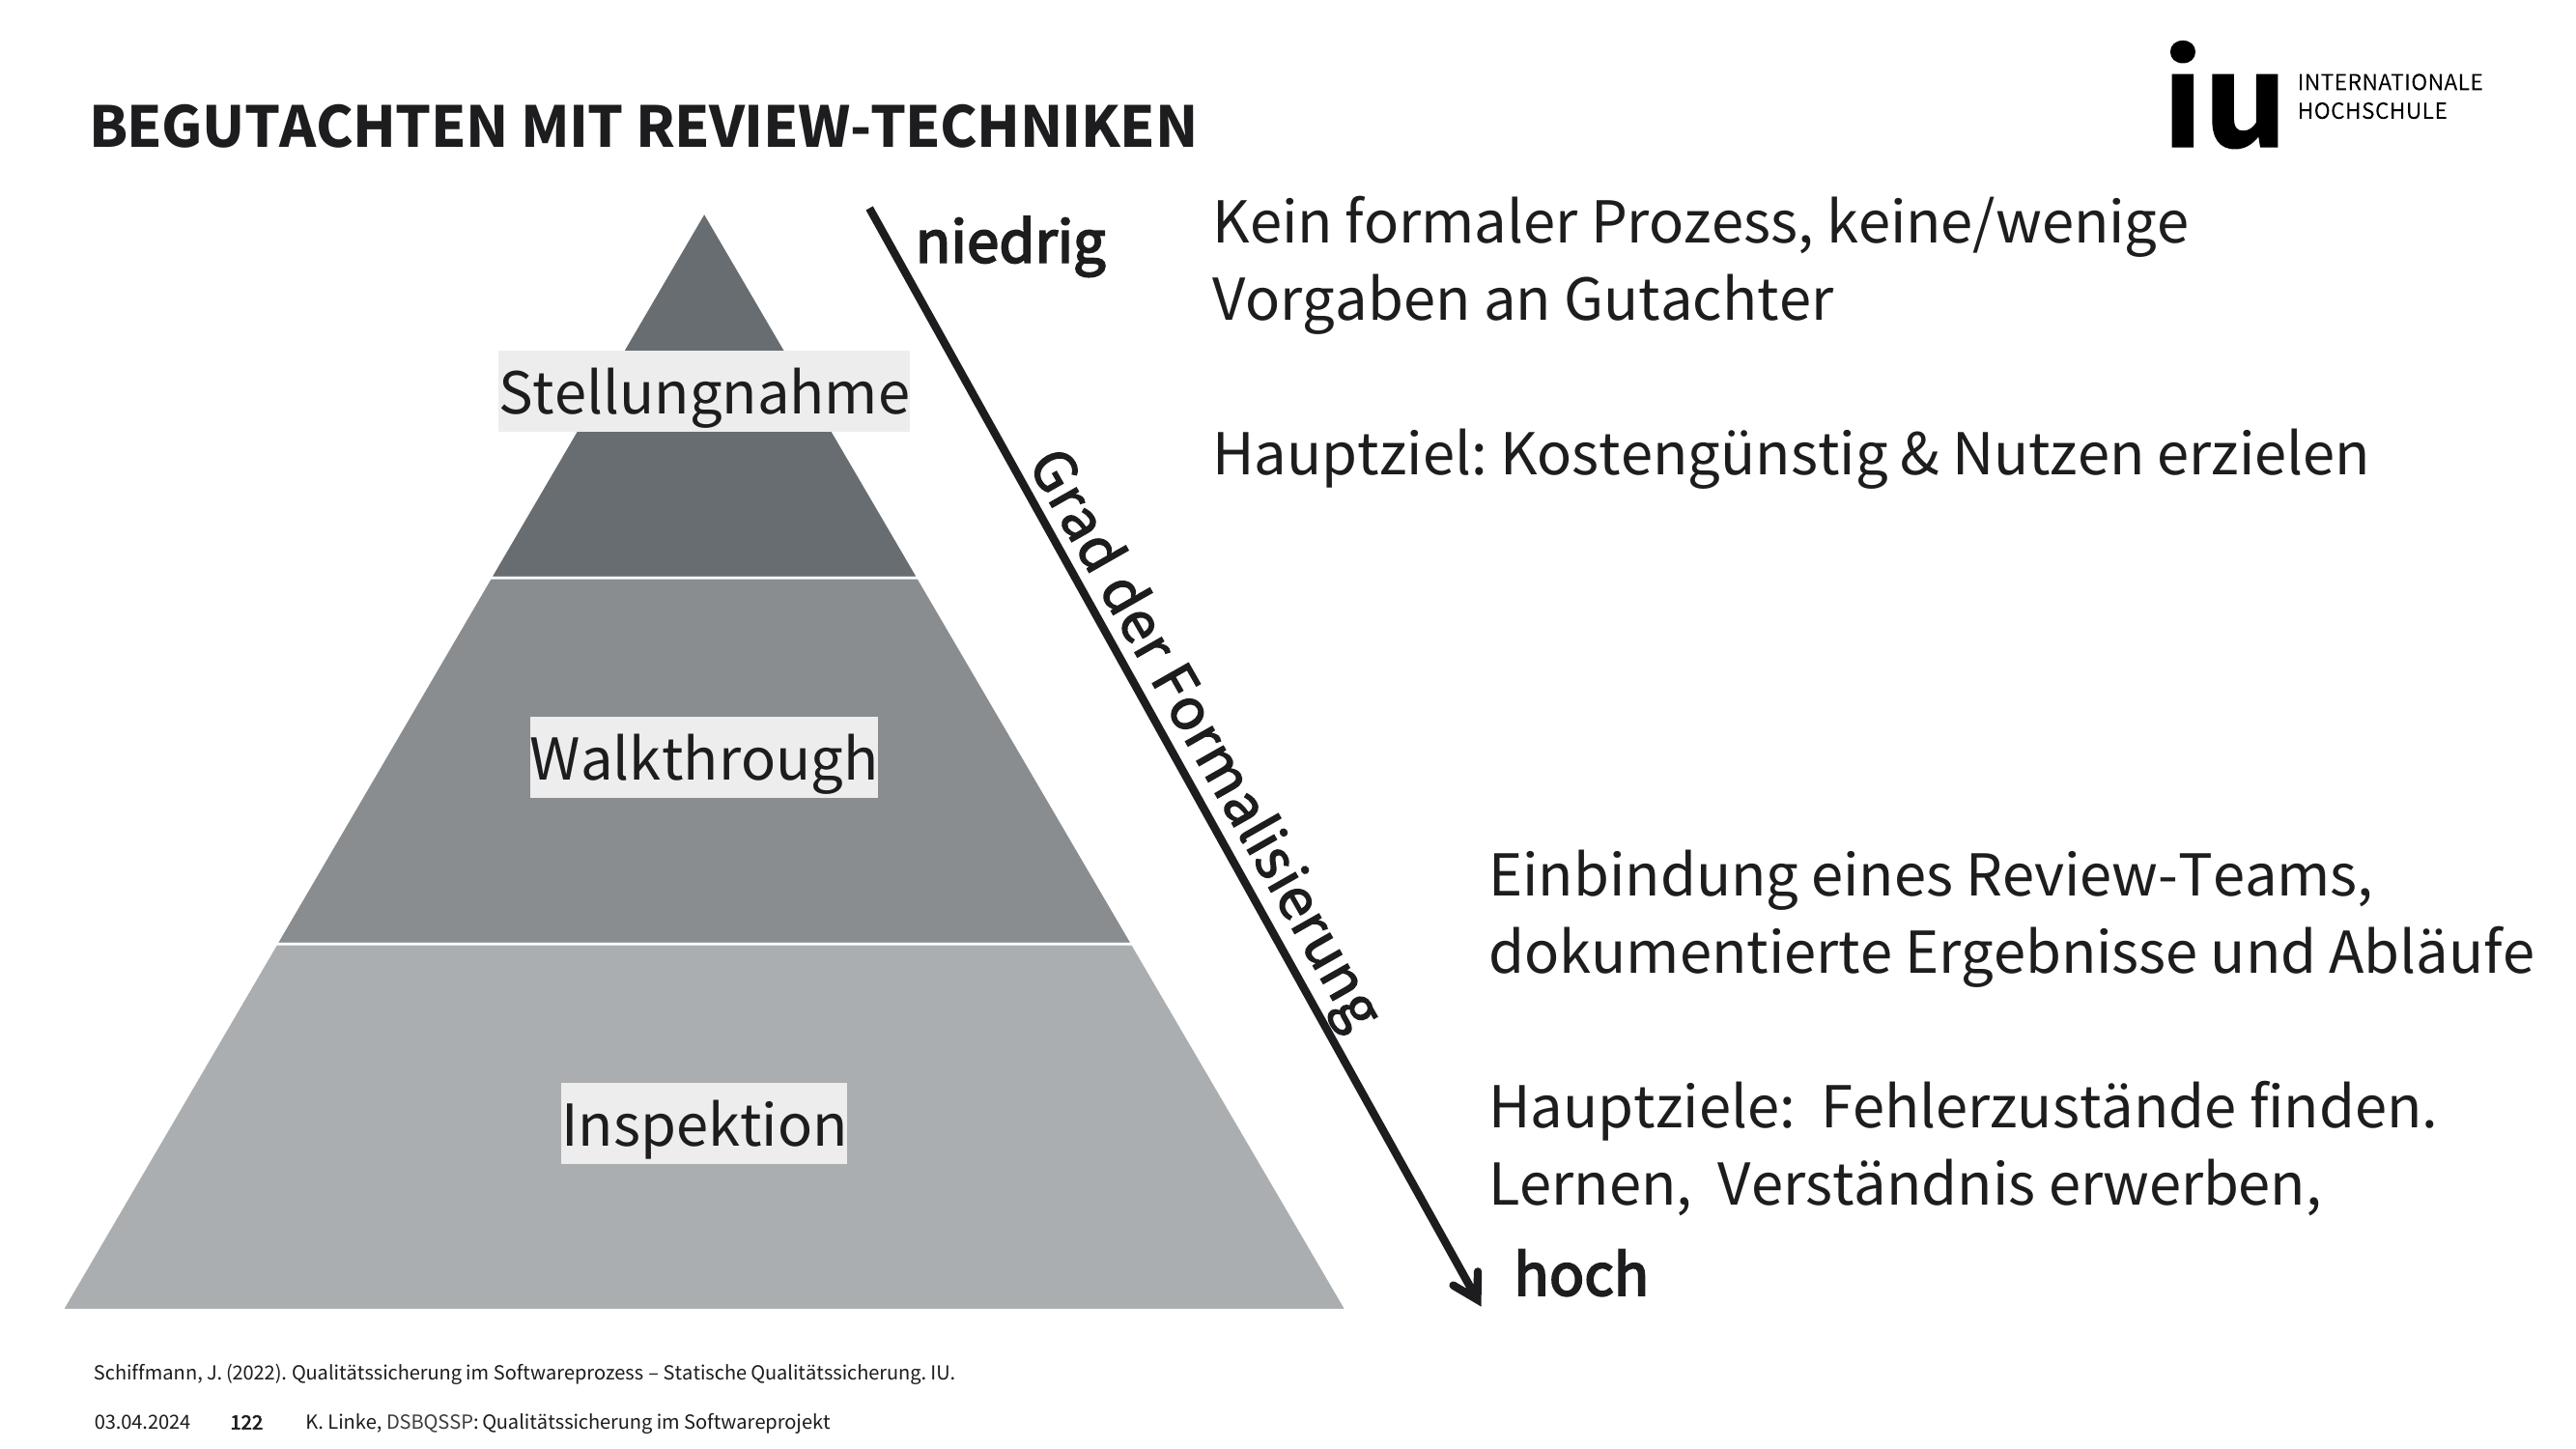 BEGUTACHTEN MIT REVIEW-TECHNIKEN
iu INTERNATIONALE
HOCHSCHULE
niedrig
Kein formaler Prozess, keine/wenige
Vorgaben an Gutachter
Hauptziel: Kostengünstig & Nutzen erzielen
Stellungnahme
Grad der Formalisierung
Walkthrough
Einbindung eines Review-Teams,
dokumentierte Ergebnisse und Abläufe
Hauptziele: Fehlerzustände finden.
Lernen, Verständnis erwerben,
Inspektion
hoch
Schiffmann, J. (2022). Qualitätssicherung im Softwareprozess – Statische Qualitätssicherung. IU.
03.04.2024 122 K. Linke, DSBQSSP: Qualitätssicherung im Softwareprojekt